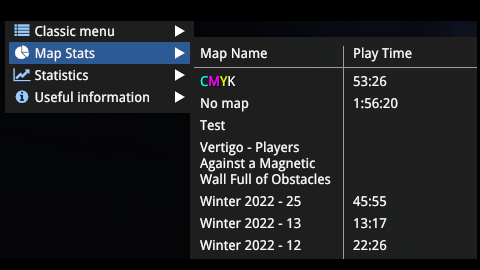 Classic menu
Map Stats
Statistics
Useful information
Map Name Play Time
CMYK 53:26
No map 1:56:20
Test
Vertigo - Players
Against a Magnetic
Wall Full of Obstacles
Winter 2022 - 25 45:55
Winter 2022 - 13 13:17
Winter 2022 - 12 22:26